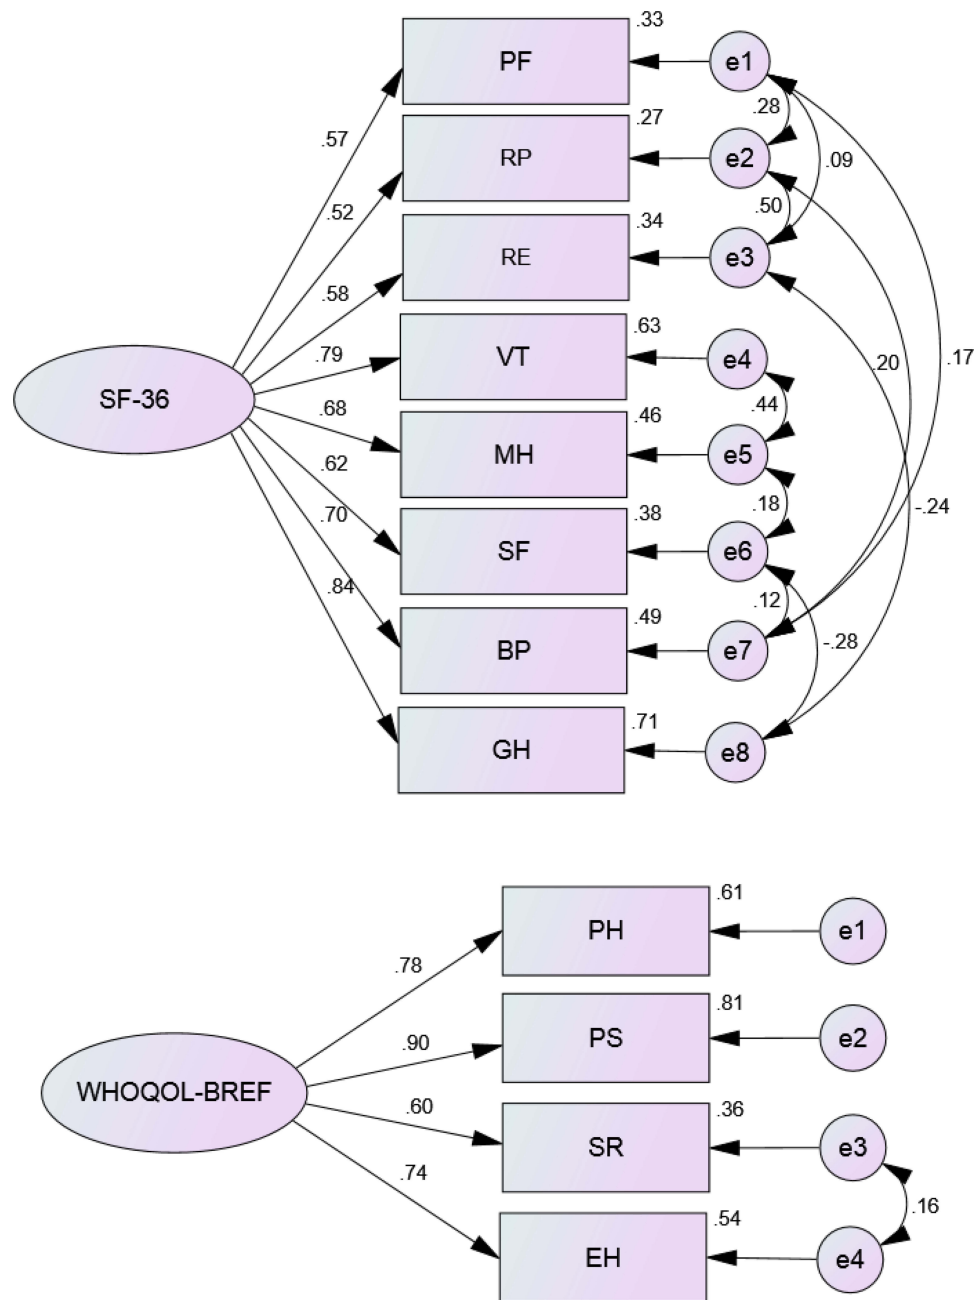 .33
PF
e1
.57
.28
.27
RP
e2
.09
.52
.50
.34
RE
e3
.58
.63
VT
e4
.79
.20
.17
SF-36
.68
.44
.46
MH
e5
.62
.18
.70
.38
SF
e6
-.24
.84
.12
.49
BP
e7
-.28
.71
GH
e8
.61
PH
e1
.78
.81
PS
e2
.90
WHOQOL-BREF
.60
.36
SR
e3
.74
.16
.54
EH
e4